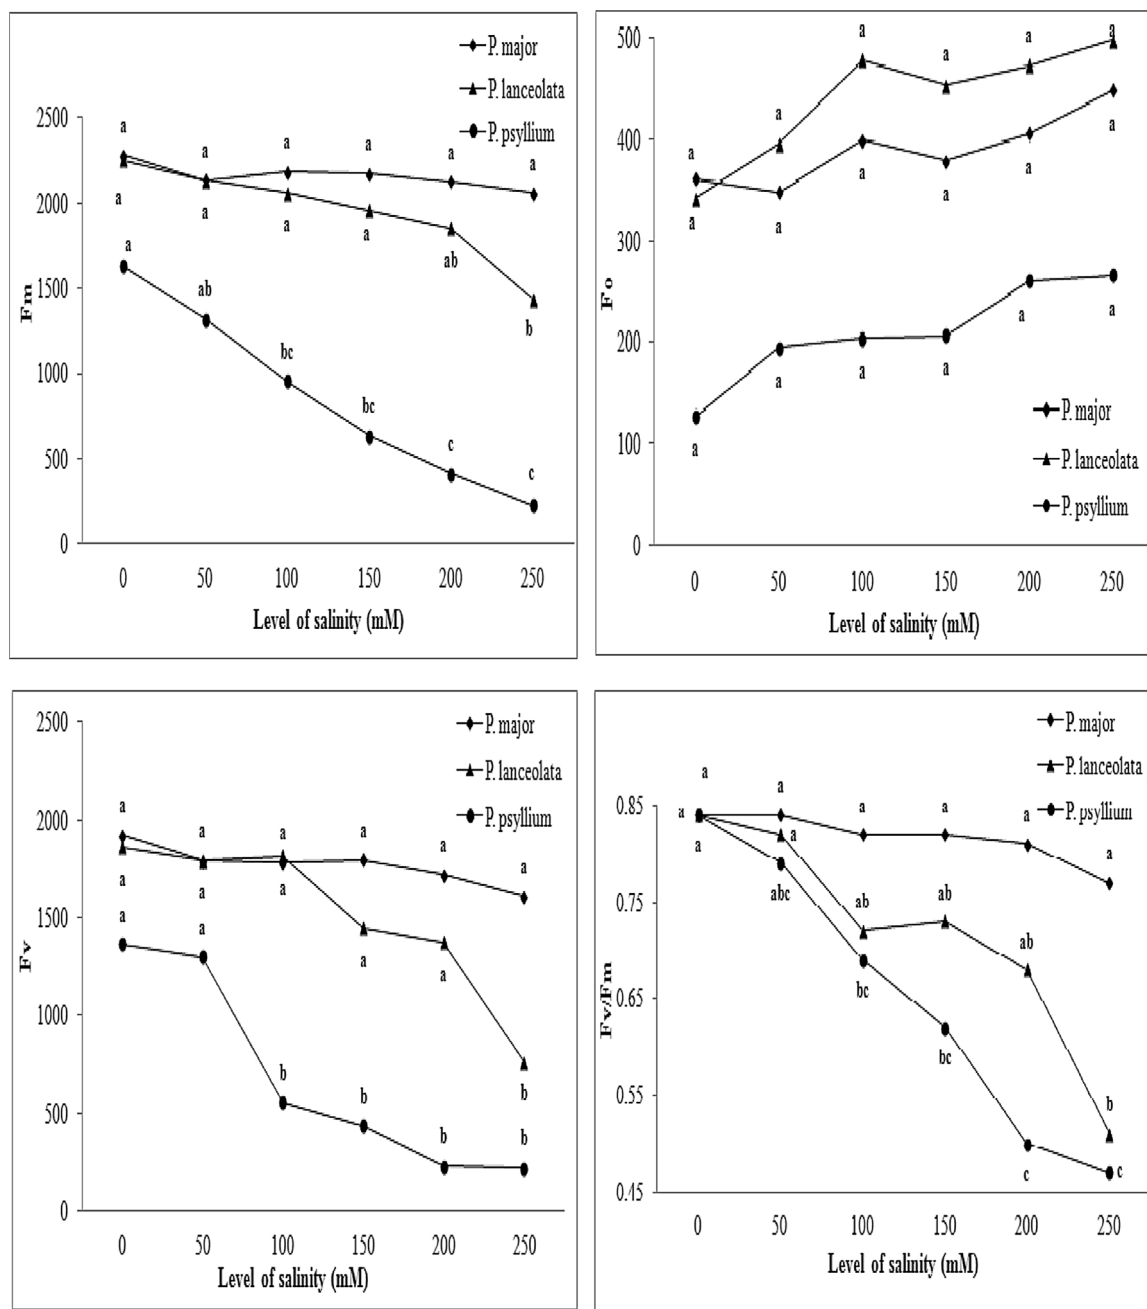 P. major
P. lanceolata
P. psyllium
2500
2000
1500
1000
500
0
Fm
a a a a a a
a a a a ab b
a ab bc bc c c
0 50 100 150 200 250
Level of salinity (mM)
500
400
300
200
100
0
Fo
a a a a a a
a a a a a a
a a a a a a
P. major
P. lanceolata
P. psyllium
0 50 100 150 200 250
Level of salinity (mM)
P. major
P. lanceolata
P. psyllium
2500
2000
1500
1000
500
0
Fv
a a a a a a
a a a a a b
a a b b b b
0 50 100 150 200 250
Level of salinity (mM)
P. major
P. lanceolata
P. psyllium
0.85
0.75
0.65
0.55
0.45
Fv/Fm
a a a a a a
a a ab ab ab b
a abc bc bc c c
0 50 100 150 200 250
Level of salinity (mM)